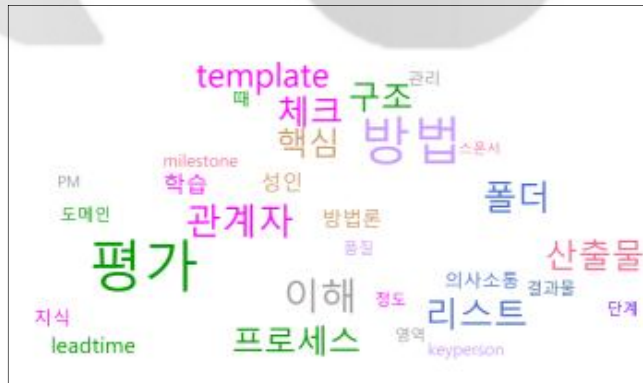 template
관리
때
체크
구조
핵심
방법
스폰서
milestone
PM
학습
성인
폴더
도메인
관계자
방법론
평가
품질
산출물
이해
의사소통
결과물
정도
리스트
단계
지식
leadtime
프로세스
영역
keyperson